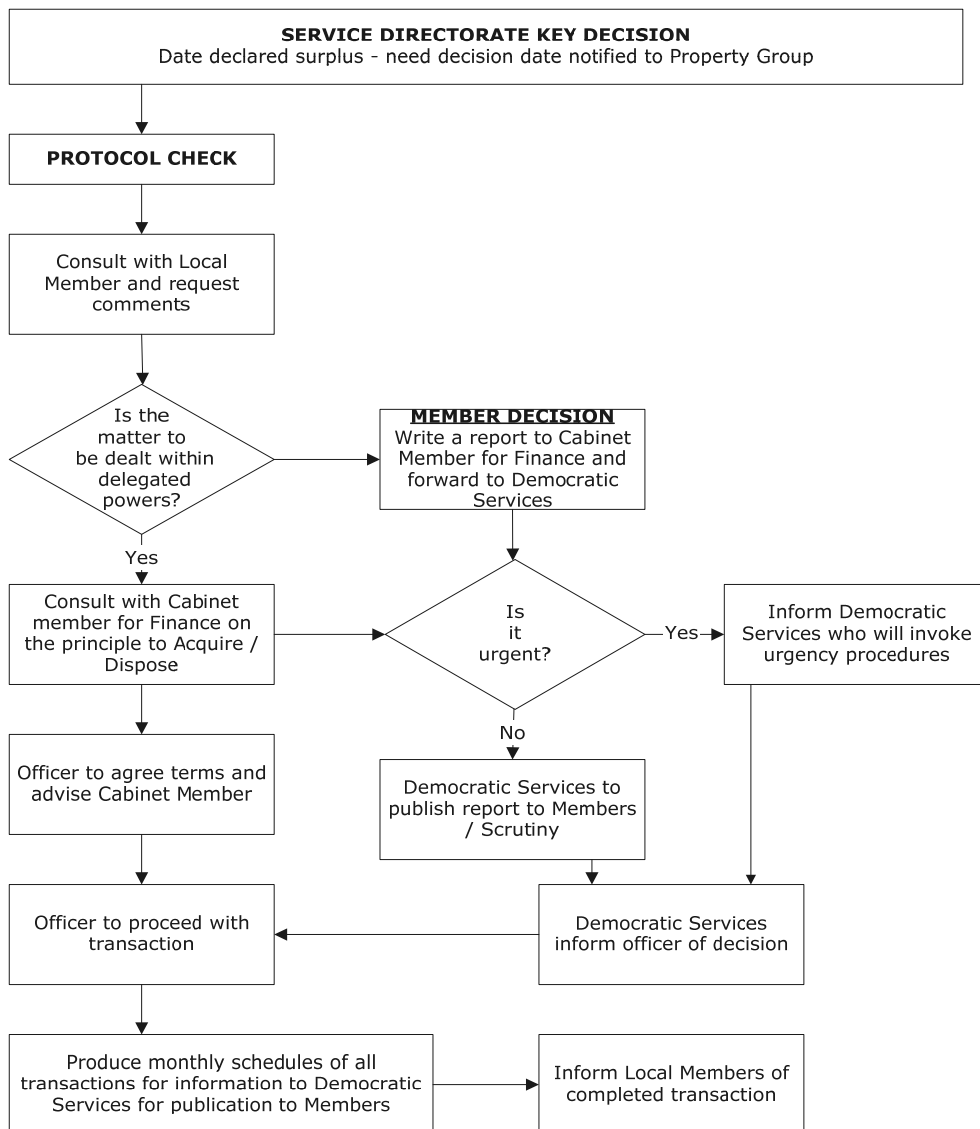 SERVICE DIRECTORATE KEY DECISION
Date declared surplus - need decision date notified to Property Group
PROTOCOL CHECK
Consult with Local
Member and request
comments
Is the
matter to
be dealt within
delegated
powers?
MEMBER DECISION
Write a report to Cabinet
Member for Finance and
forward to Democratic
Services
Yes
Consult with Cabinet
member for Finance on
the principle to Acquire /
Dispose
Is
it
urgent?
Yes
Inform Democratic
Services who will invoke
urgency procedures
No
Officer to agree terms and
advise Cabinet Member
Democratic Services to
publish report to Members
/ Scrutiny
Officer to proceed with
transaction
Democratic Services
inform officer of decision
Produce monthly schedules of all
transactions for information to Democratic
Services for publication to Members
Inform Local Members of
completed transaction